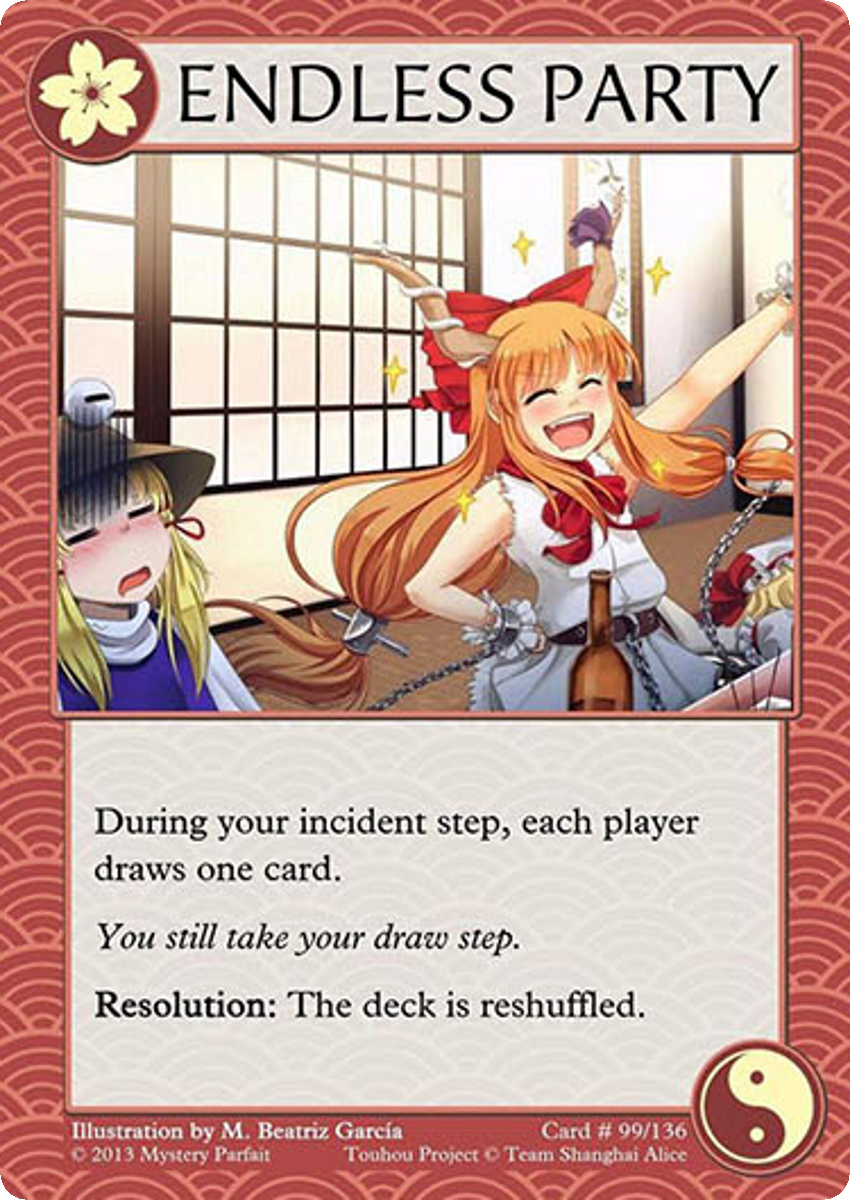 ENDLESS PARTY
During your incident step, each player
draws one card.
You still take your draw step.
Resolution: The deck is reshuffled.
Illustration by M. Beatriz García
Card # 99/136
© 2013 Mystery Parfait
Touhou Project © Team Shanghai Alice